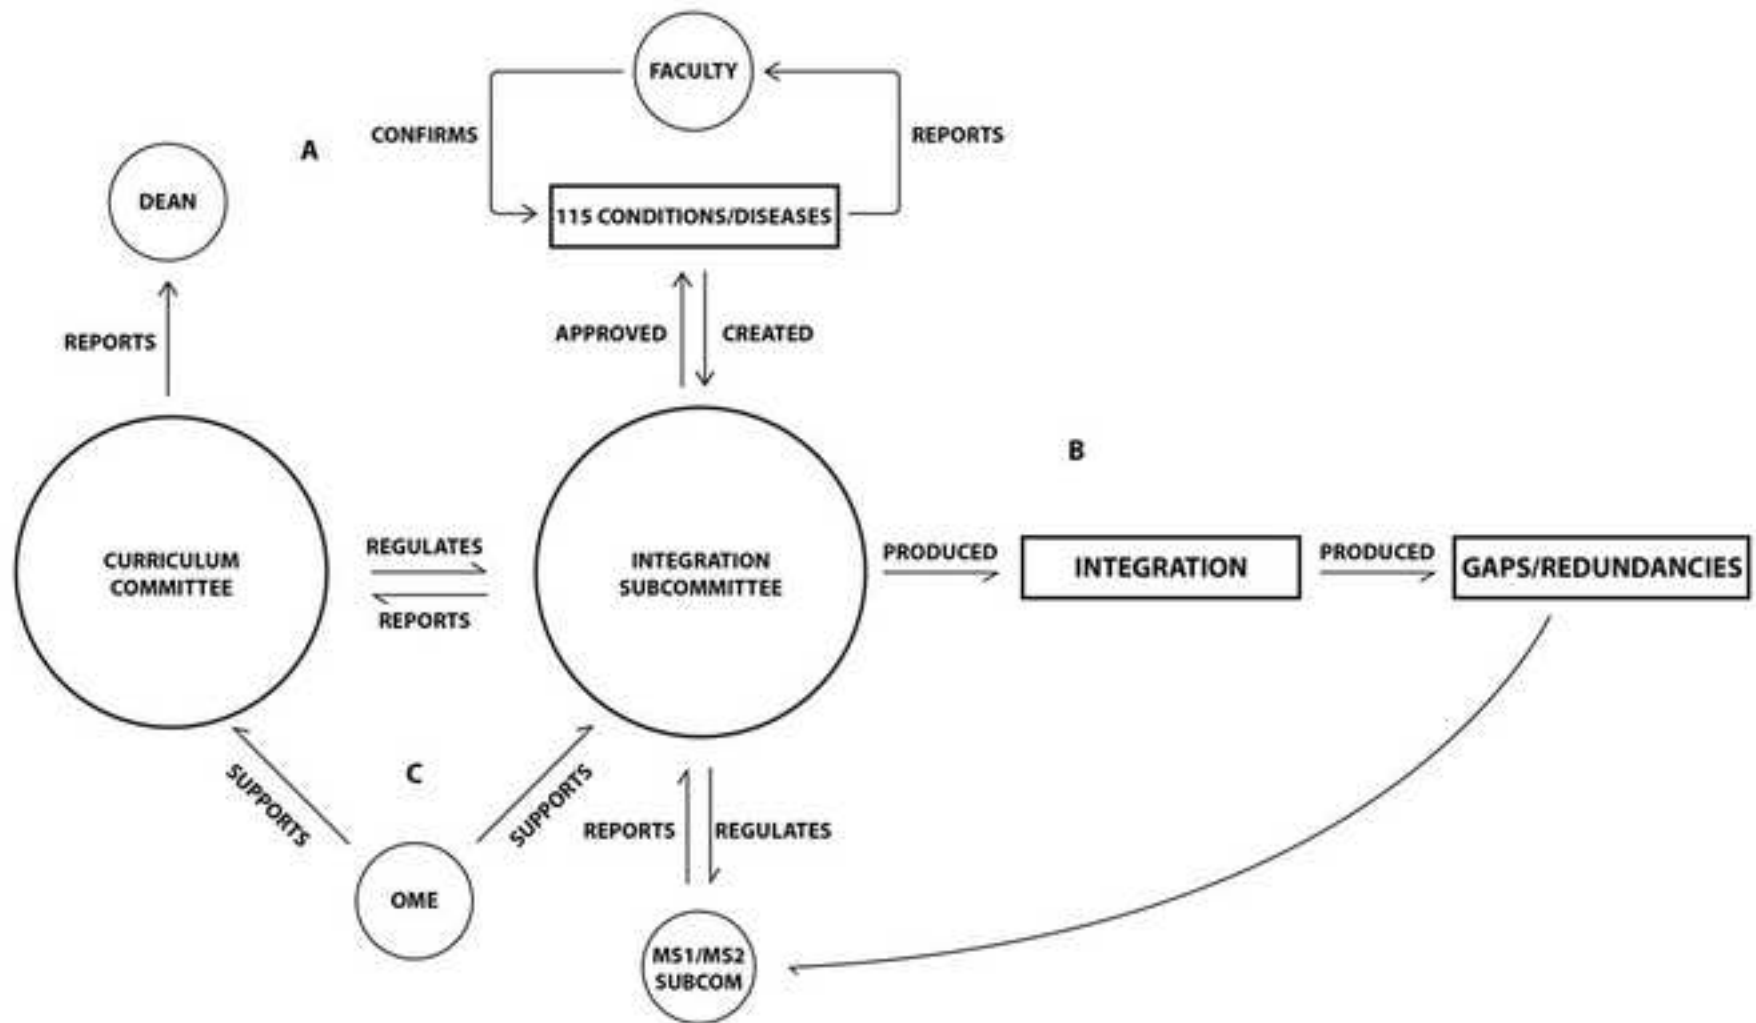 FACULTY
CONFIRMS
REPORTS
A
DEAN
115 CONDITIONS/DISEASES
REPORTS
APPROVED
CREATED
B
CURRICULUM
COMMITTEE
REGULATES
REPORTS
INTEGRATION
SUBCOMMITTEE
PRODUCED
INTEGRATION
PRODUCED
GAPS/REDUNDANCIES
C
SUPPORTS
SUPPORTS
REPORTS
REGULATES
OME
MS1/MS2
SUBCOM